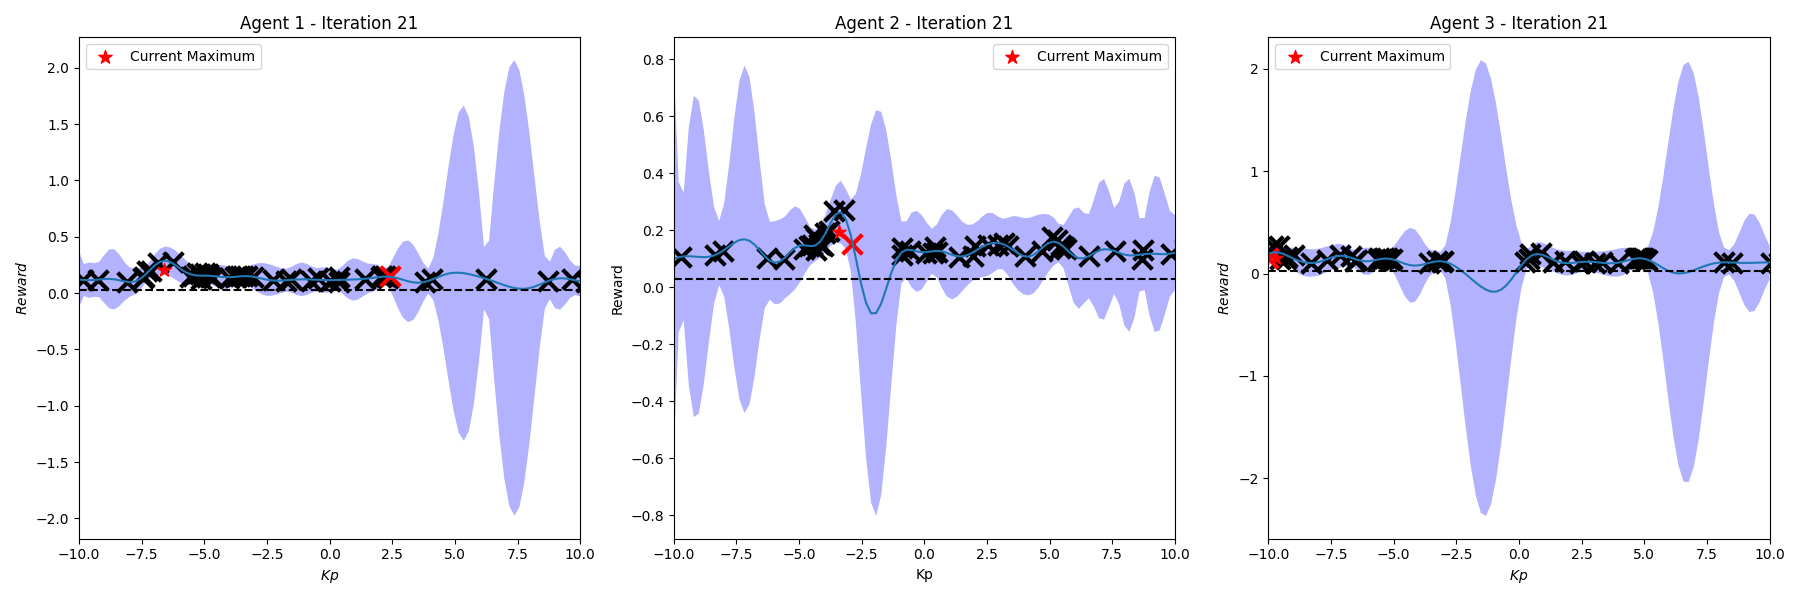 Agent 1 - Iteration 21
Current Maximum
2.0
1.5
1.0
0.5
0.0
−0.5
−1.0
−1.5
−2.0
Reward
−10.0 −7.5 −5.0 −2.5 0.0 2.5 5.0 7.5 10.0
Kp
Agent 2 - Iteration 21
Current Maximum
0.8
0.6
0.4
0.2
0.0
−0.2
−0.4
−0.6
−0.8
Reward
−10.0 −7.5 −5.0 −2.5 0.0 2.5 5.0 7.5 10.0
Kp
Agent 3 - Iteration 21
Current Maximum
2
1
0
−1
−2
Reward
−10.0 −7.5 −5.0 −2.5 0.0 2.5 5.0 7.5 10.0
Kp